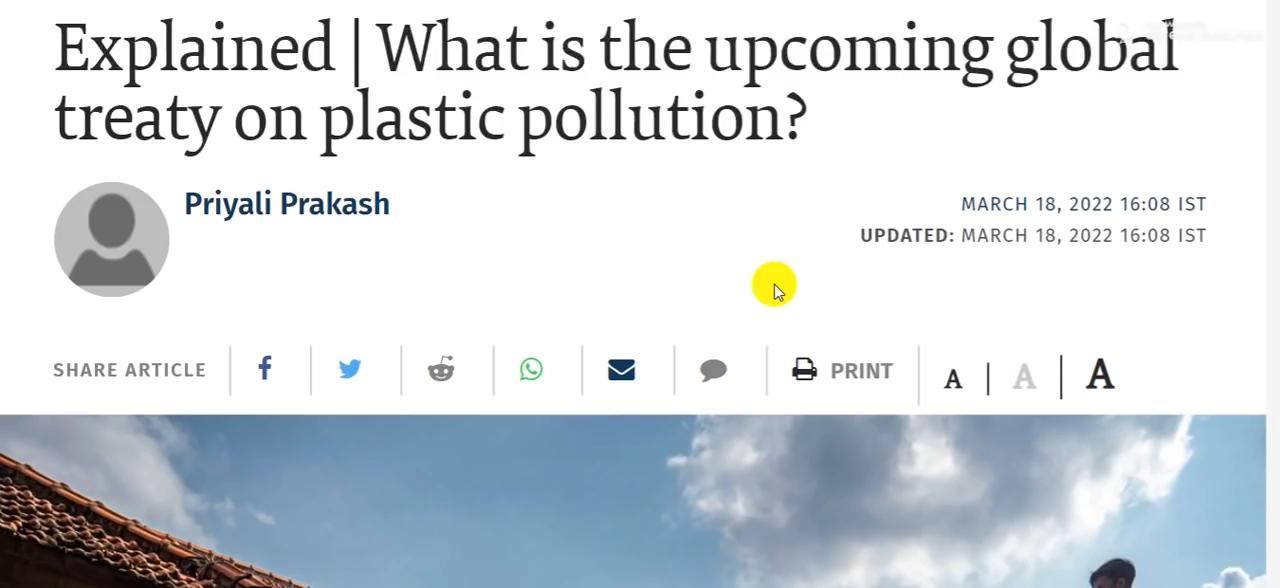 Explained | What is the upcoming global
treaty on plastic pollution?
Priyali Prakash
MARCH 18, 2022 16:08 IST
UPDATED: MARCH 18, 2022 16:08 IST
SHARE ARTICLE
PRINT
A | A | A